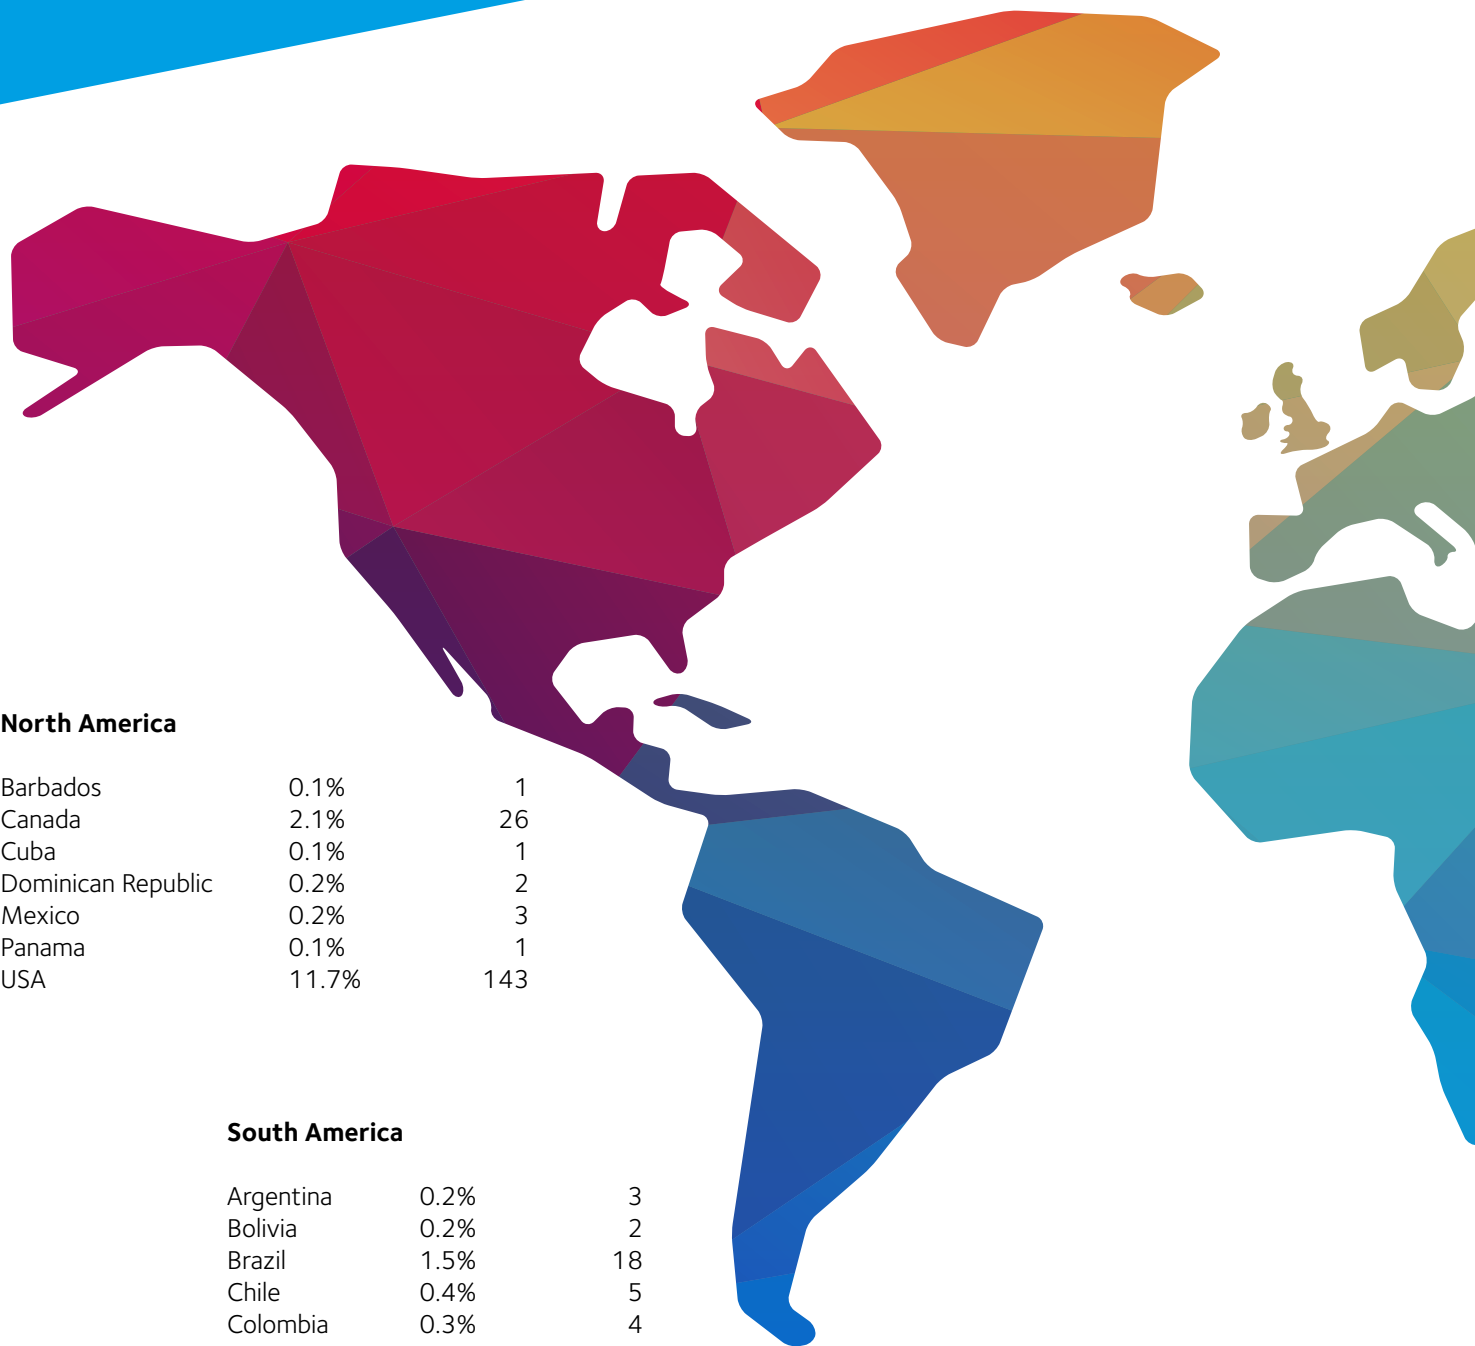 North America
Barbados 0.1% 1
Canada 2.1% 26
Cuba 0.1% 1
Dominican Republic 0.2% 2
Mexico 0.2% 3
Panama 0.1% 1
USA 11.7% 143
South America
Argentina 0.2% 3
Bolivia 0.2% 2
Brazil 1.5% 18
Chile 0.4% 5
Colombia 0.3% 4